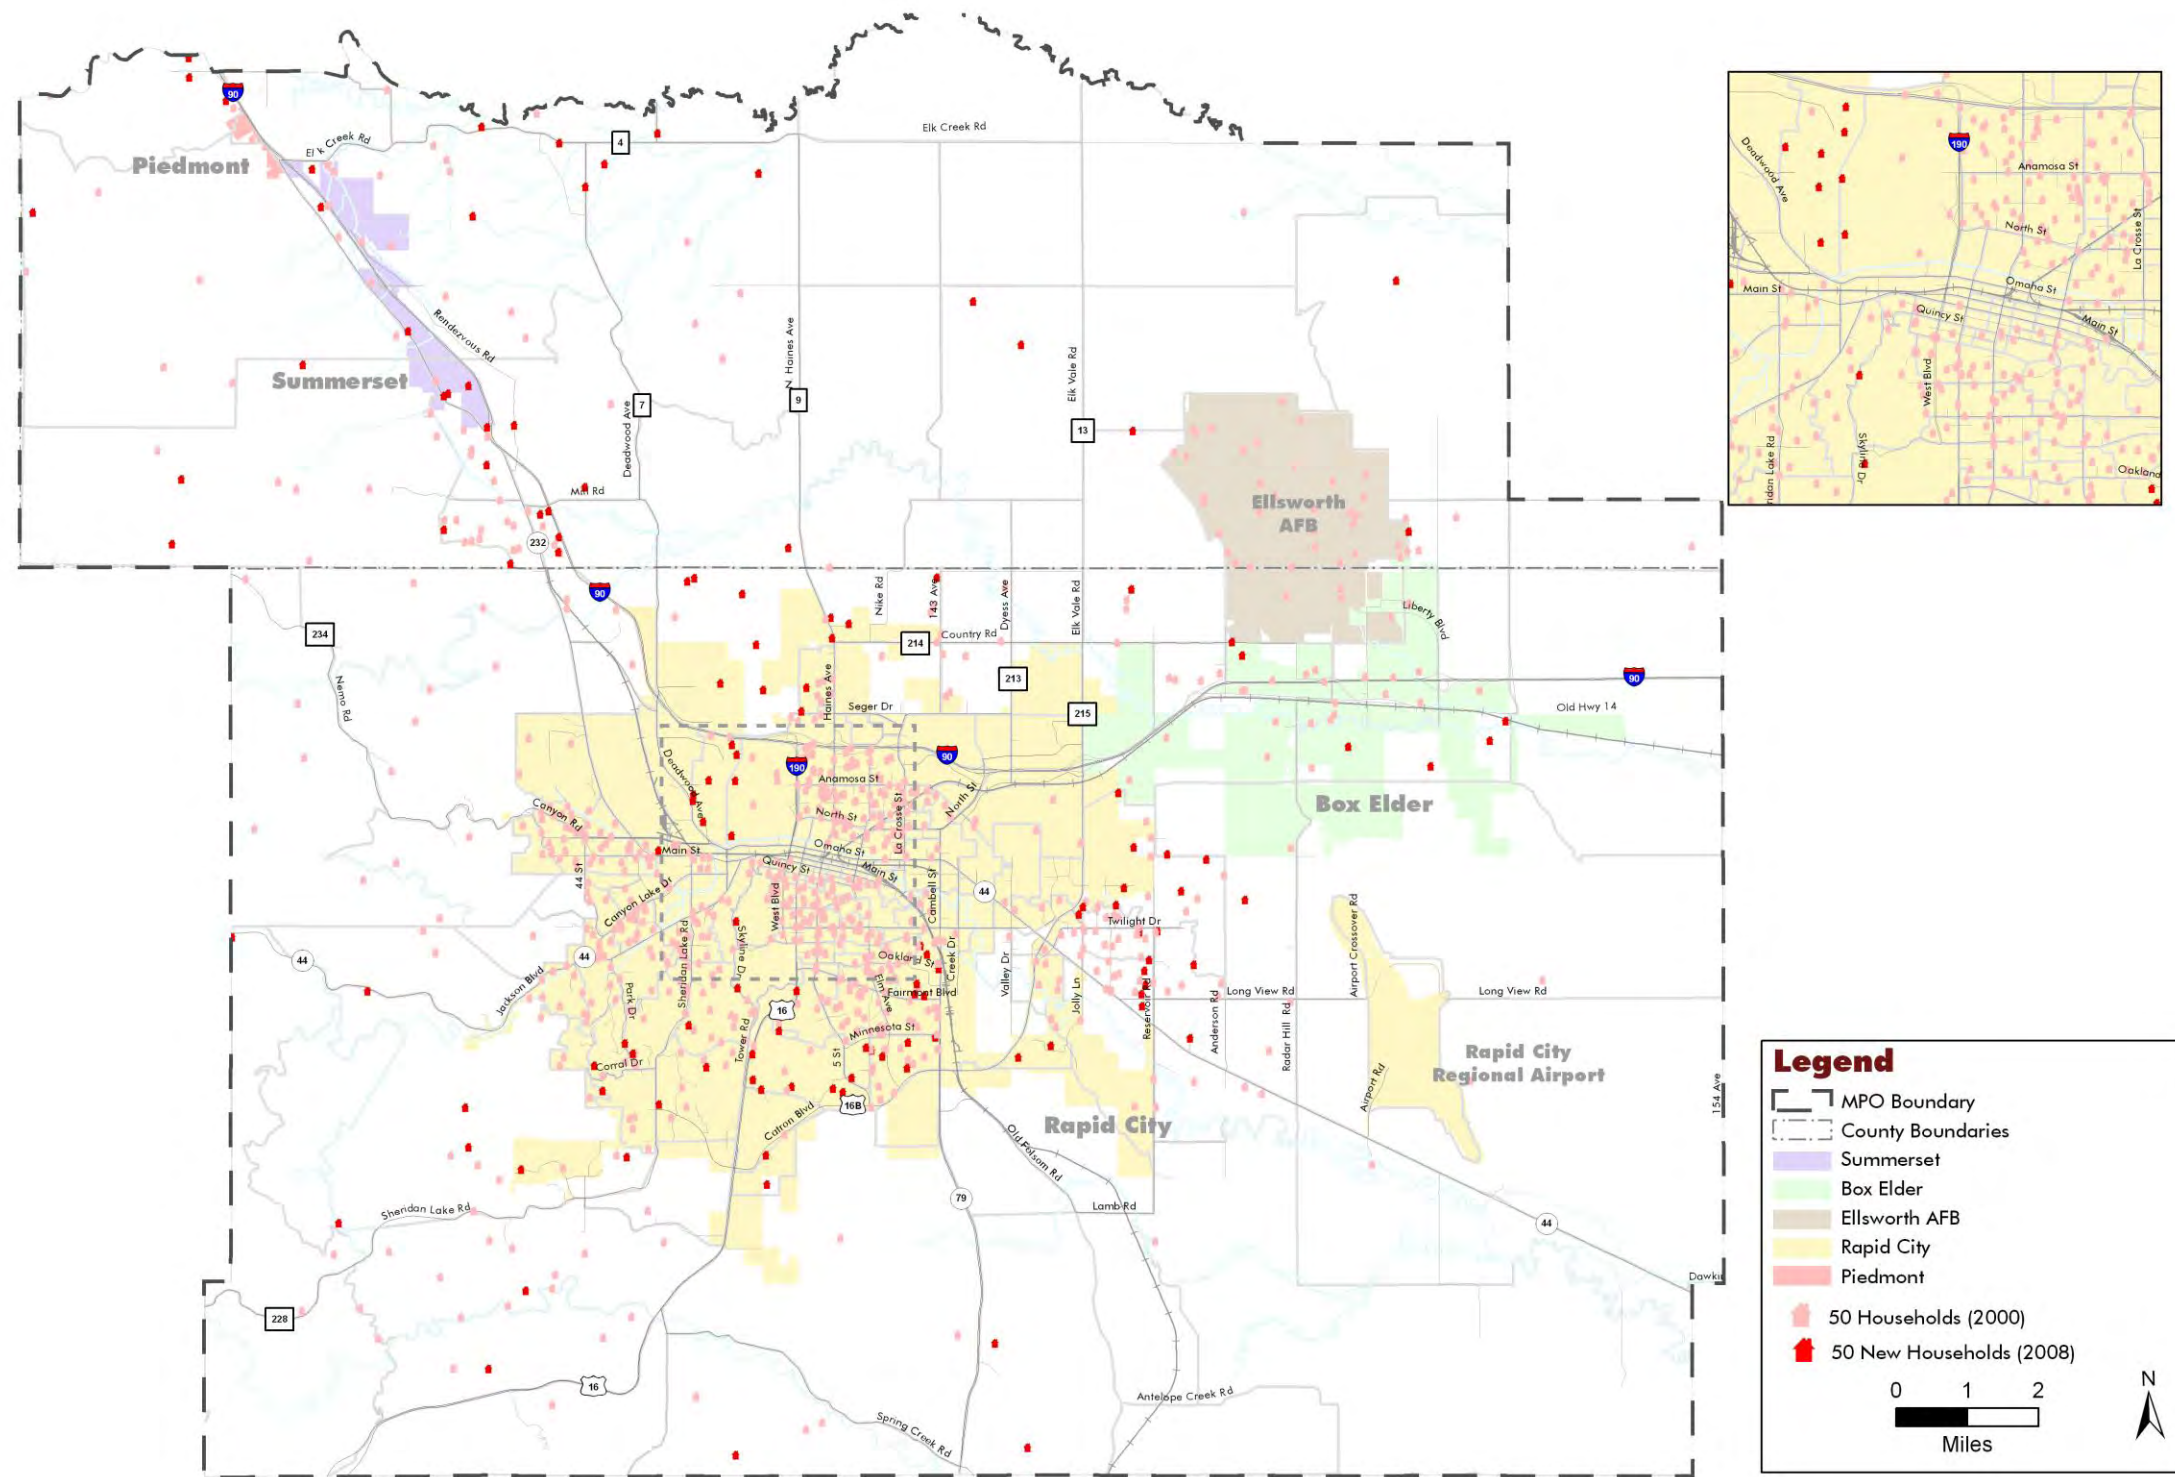 90
Elk Creek Rd
4
Elk Creek Rd
Piedmont
Rendezvous Rd
Summerset
Deadwood Ave
7
N Haines Ave
9
Elk Vale Rd
13
Ellsworth
AFB
232
90
234
Nemo Rd
Nike Rd
143 Ave
Dyess Ave
Elk Vale Rd
Country Rd
214
213
215
Liberty Blvd
90
Old Hwy 14
Haines Ave
Seger Dr
90
190
Deadwood Ave
Anamosa St
North St
La Crosse St
North St
Box Elder
Canyon Rd
Main St
Omaha St
Quincy St
Main St
44 St
Canyon Lake Dr
West Blvd
Cambell St
44
Twilight Dr
Airport Crossover Rd
44
44
Jackson Blvd
Sheridan Lake Rd
Skyline Dr
Oakland St
Creek Dr
Valley Dr
Jolly Ln
Reservoir Rd
Anderson Rd
Radar Hill Rd
Long View Rd
Long View Rd
Park Dr
Elm Ave
Fairmont Blvd
16
Tower Rd
Minnesota St
5 St
Corral Dr
Catron Blvd
16B
Rapid City
Rapid City
Regional Airport
Airport Rd
154 Ave
Old Folsom Rd
79
Lamb Rd
44
Sheridan Lake Rd
228
16
Spring Creek Rd
Antelope Creek Rd
190
Deadwood Ave
Anamosa St
North St
La Crosse St
Main St
Omaha St
Quincy St
Main St
West Blvd
Skyline Dr
ridan Lake Rd
Oakland
Legend
MPO Boundary
County Boundaries
Summerset
Box Elder
Ellsworth AFB
Rapid City
Piedmont
50 Households (2000)
50 New Households (2008)
0 1 2
Miles
N